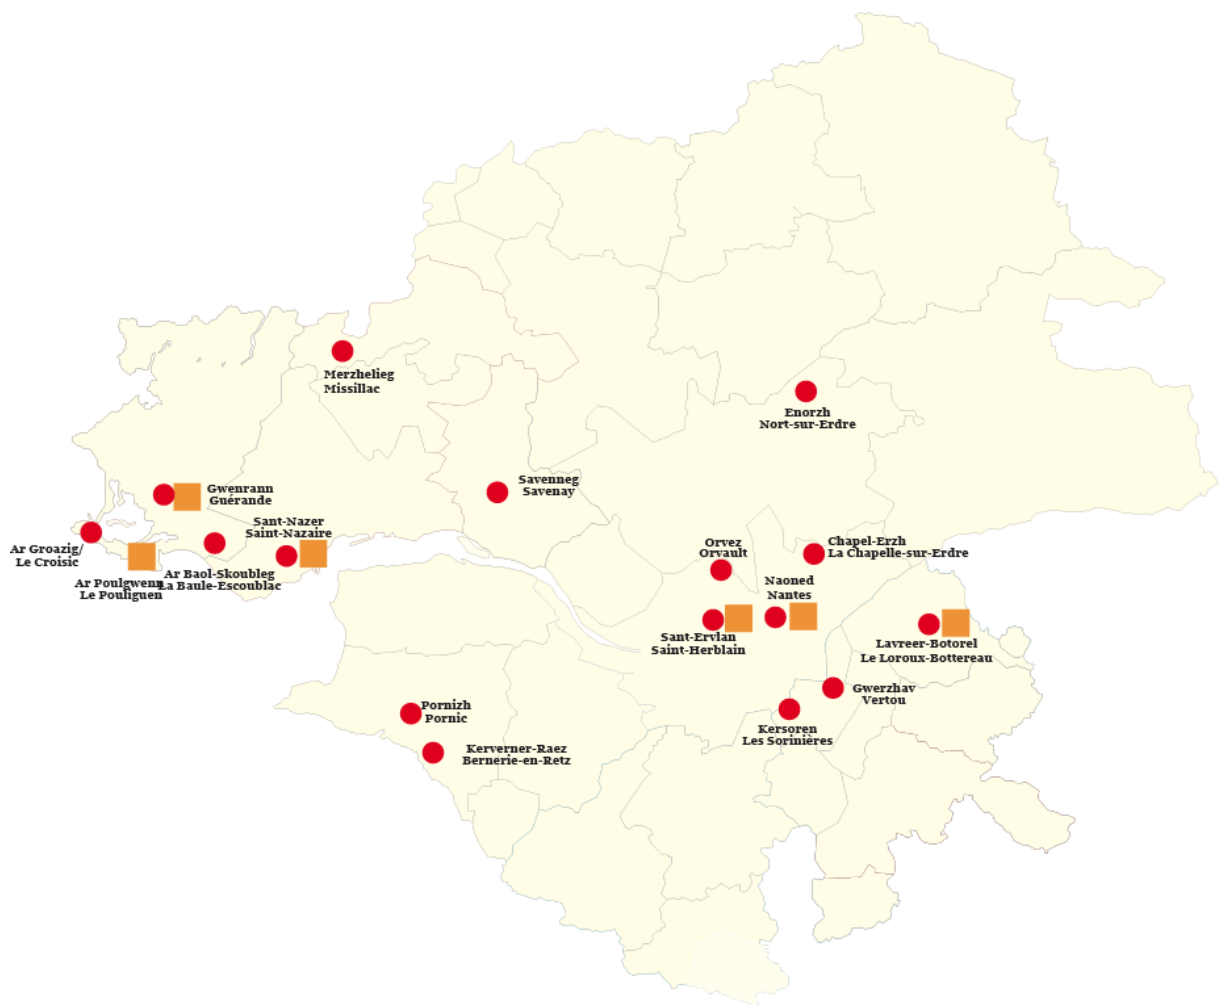 Merzhelieg
Missillac
Enorzh
Nort-sur-Erdre
Savenneg
Savenay
Gwenrann
Guérande
Sant-Nazer
Saint-Nazaire
Ar Groazig/
Le Croisic
Ar Poulgwenn
Le Pouliguen
Ar Baol-Skoubleg
La Baule-Escoublac
Orvez
Orvault
Chapel-Erzh
La Chapelle-sur-Erdre
Naoned
Nantes
Sant-Ervlan
Saint-Herblain
Lavreer-Botorel
Le Loroux-Bottereau
Gwerzhav
Vertou
Kersoren
Les Sorinières
Pornizh
Pornic
Kerverner-Raez
Bernerie-en-Retz